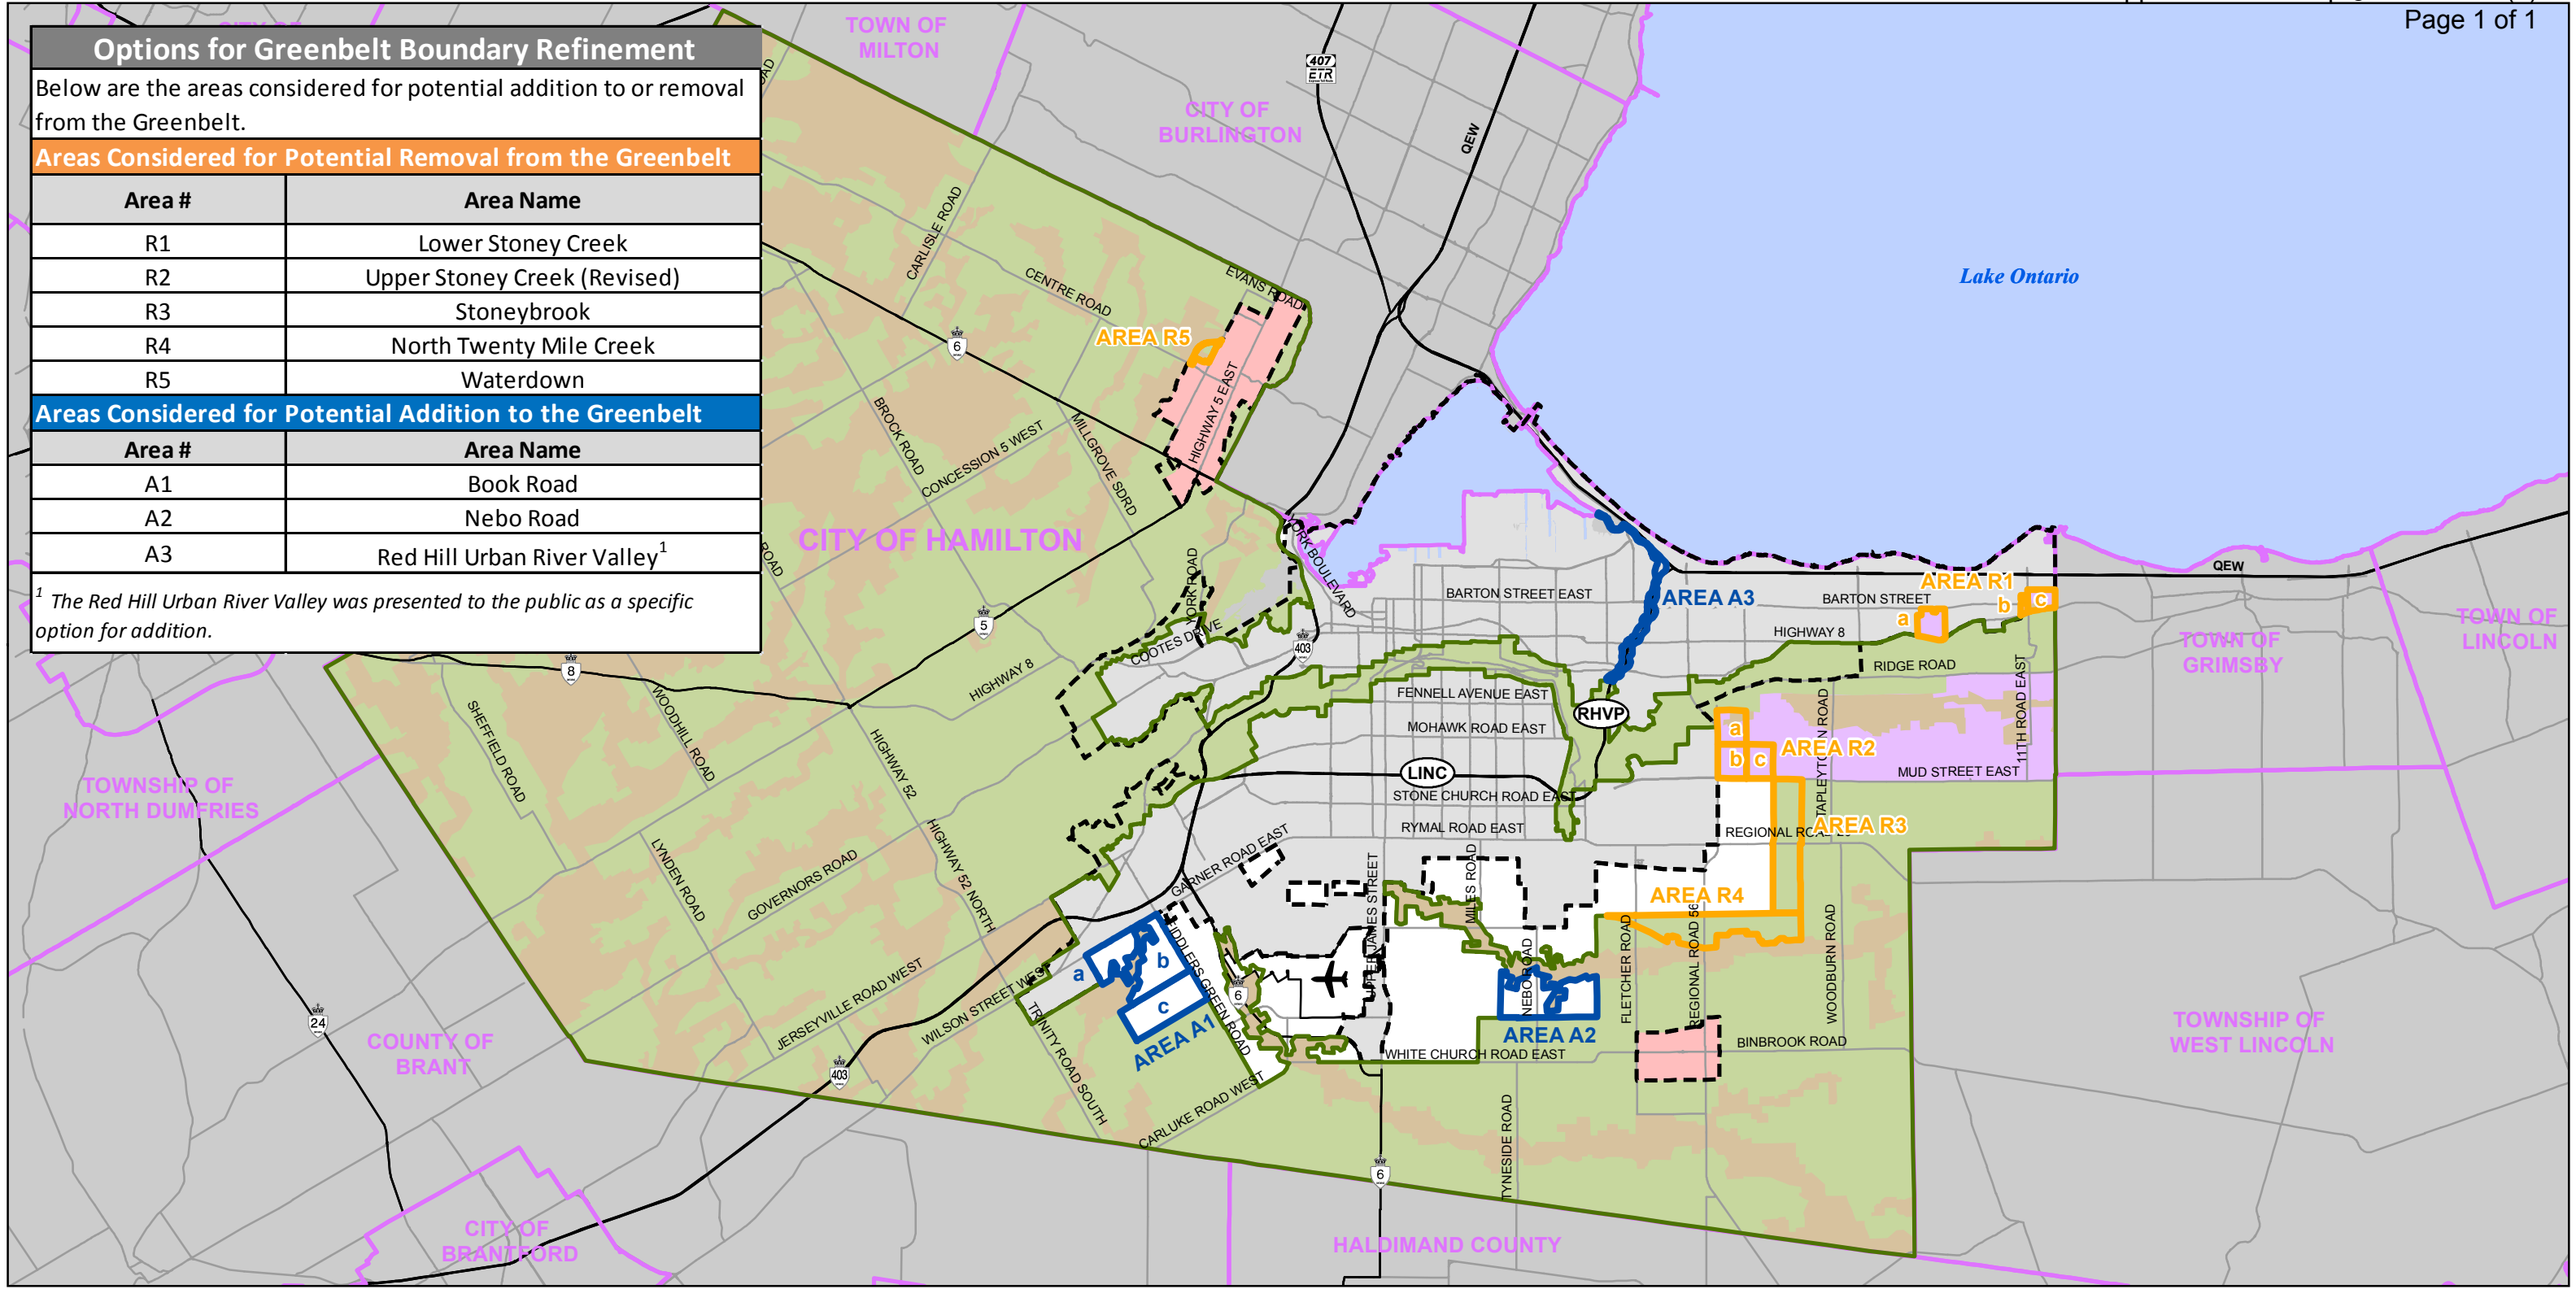 Page 1 of 1
Options for Greenbelt Boundary Refinement
Below are the areas considered for potential addition to or removal
from the Greenbelt.
Areas Considered for Potential Removal from the Greenbelt
Area # Area Name
R1 Lower Stoney Creek
R2 Upper Stoney Creek (Revised)
R3 Stoneybrook
R4 North Twenty Mile Creek
R5 Waterdown
Areas Considered for Potential Addition to the Greenbelt
Area # Area Name
A1 Book Road
A2 Nebo Road
A3 Red Hill Urban River Valley1
1 The Red Hill Urban River Valley was presented to the public as a specific
option for addition.
TOWN OF
MILTON
CITY OF
BURLINGTON
407
ETR
QEW
Lake Ontario
CARLISLE ROAD
CENTRE ROAD
EVANS ROAD
6
AREA R5
HIGHWAY 5 EAST
BROCK ROAD
CONCESSION 5 WEST
MILLGROVE SDRD
CITY OF HAMILTON
ROAD
YORK ROAD
YORK BOULEVARD
COOTES DRIVE
403
5
8
HIGHWAY 8
BARTON STREET EAST
AREA A3
BARTON STREET
HIGHWAY 8
AREA R1
a
b
c
QEW
RIDGE ROAD
TOWN OF
GRIMSBY
TOWN OF
LINCOLN
SHEFFIELD ROAD
WOODHILL ROAD
HIGHWAY 52
FENNELL AVENUE EAST
MOHAWK ROAD EAST
RHVP
LINC
STONE CHURCH ROAD EAST
RYMAL ROAD EAST
a
b
c
AREA R2
TAPLEYTOWN ROAD
11TH ROAD EAST
MUD STREET EAST
AREA R3
AREA R4
TOWNSHIP OF
NORTH DUMFRIES
LYNDEN ROAD
GOVERNORS ROAD
HIGHWAY 52 NORTH
GARNER ROAD EAST
UPPER JAMES STREET
MILES ROAD
NEBO ROAD
FLETCHER ROAD
REGIONAL ROAD 56
WOODBURN ROAD
a
b
c
AREA A1
FIDDLERS GREEN ROAD
6
AREA A2
JERSEYVILLE ROAD WEST
WILSON STREET WEST
TRINITY ROAD SOUTH
CARLUKE ROAD WEST
WHITE CHURCH ROAD EAST
BINBROOK ROAD
TYNESIDE ROAD
24
403
6
COUNTY OF
BRANT
CITY OF
BRANTFORD
HALDIMAND COUNTY
TOWNSHIP OF
WEST LINCOLN